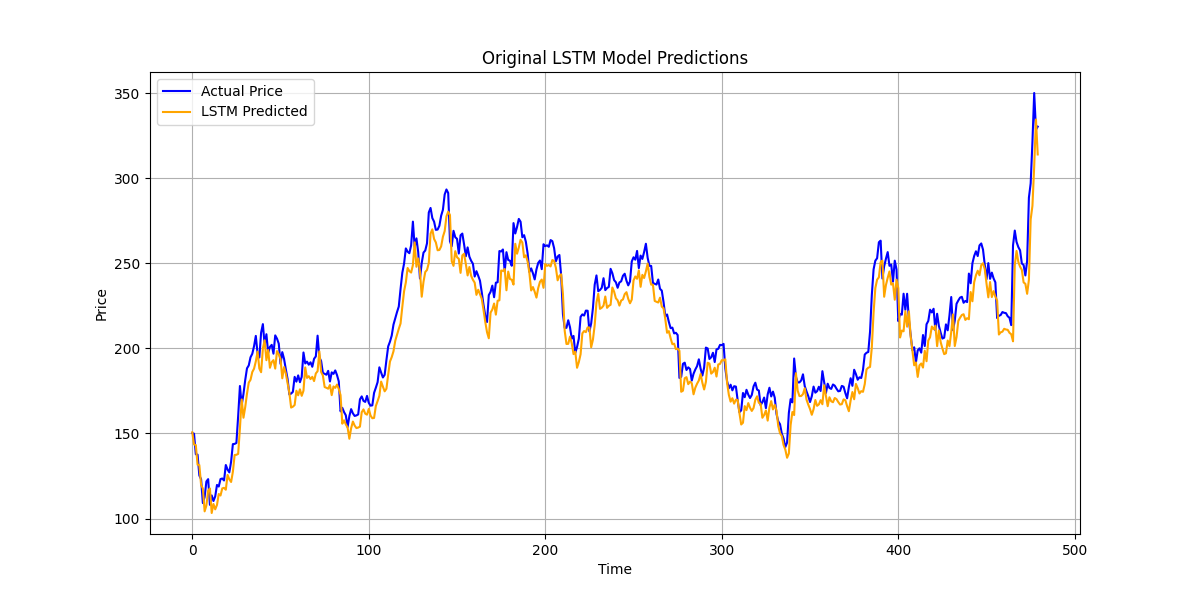 Original LSTM Model Predictions
Actual Price
LSTM Predicted
350
300
250
200
150
100
Price
0 100 200 300 400 500
Time